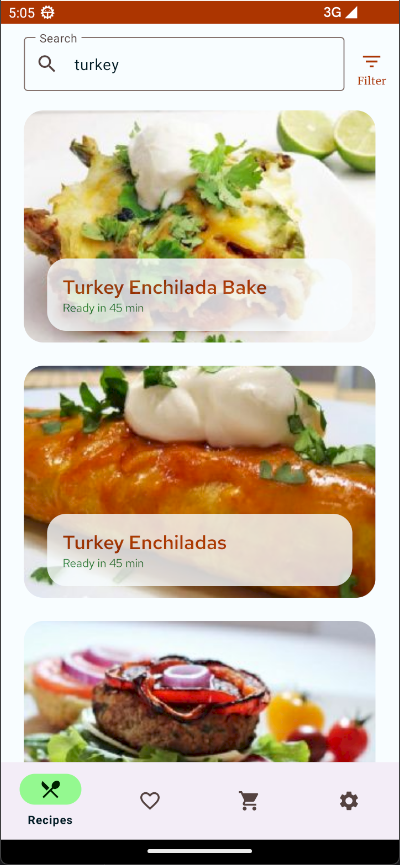 5:05
3G
Search
turkey
Filter
Turkey Enchilada Bake
Ready in 45 min
Turkey Enchiladas
Ready in 45 min
Recipes